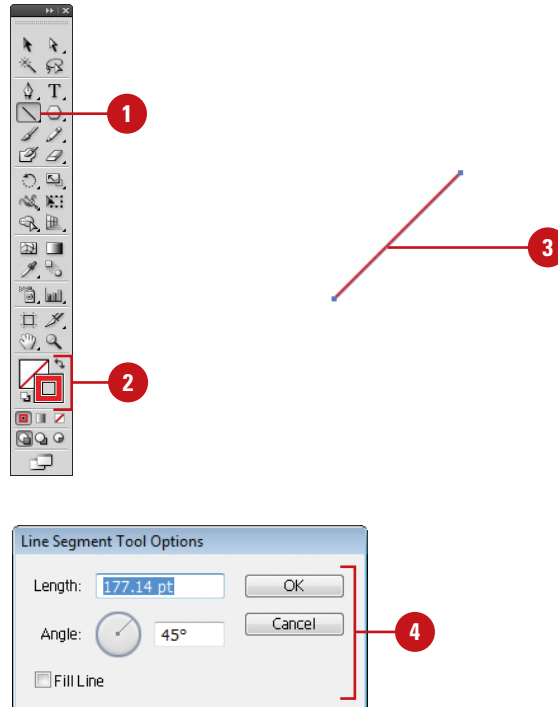 T
1
3
2
Line Segment Tool Options
Length: 177.14 pt OK
Angle: 45° Cancel
4
Fill Line